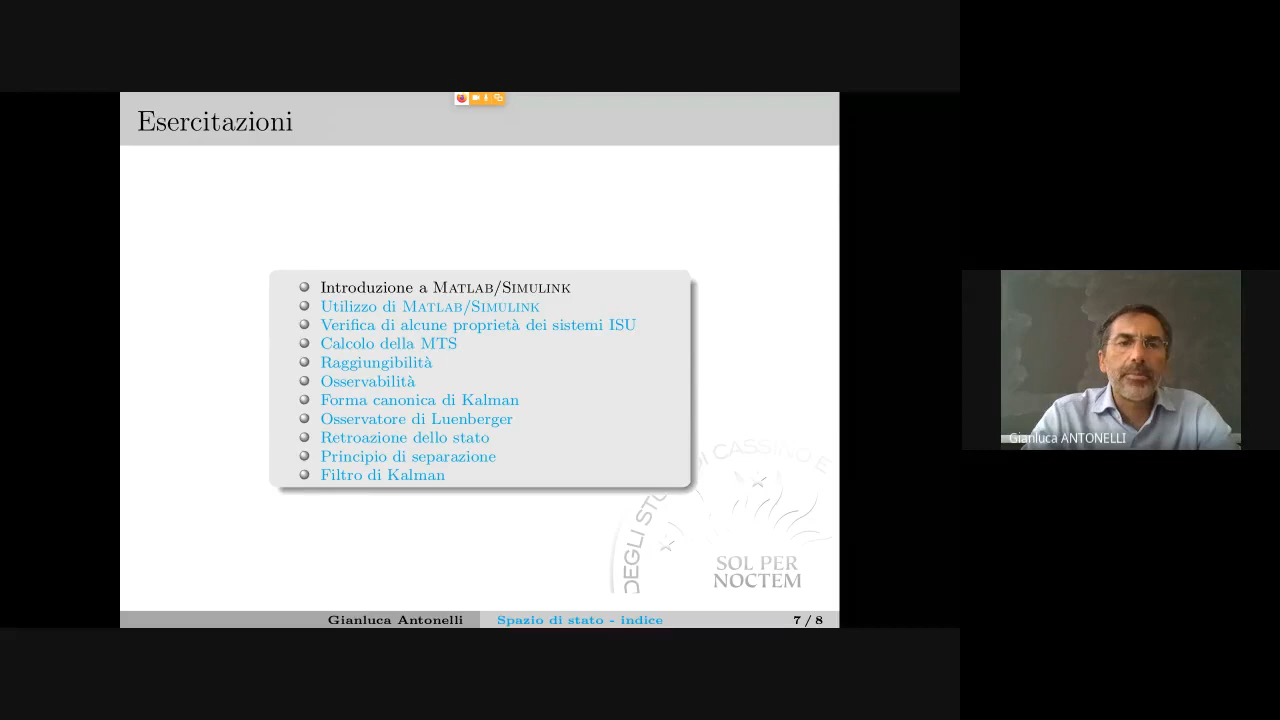 Esercitazioni
Introduzione a MATLAB/SIMULINK
Utilizzo di MATLAB/SIMULINK
Verifica di alcune proprietà dei sistemi ISU
Calcolo della MTS
Raggiungibilità
Osservabilità
Forma canonica di Kalman
Osservatore di Luenberger
Retroazione dello stato
Principio di separazione
Filtro di Kalman
DEGLI STU DI CASSINO E
SOL PER
NOCTEM
Gianluca Antonelli Spazio di stato - indice 7 / 8
Gianluca ANTONELLI